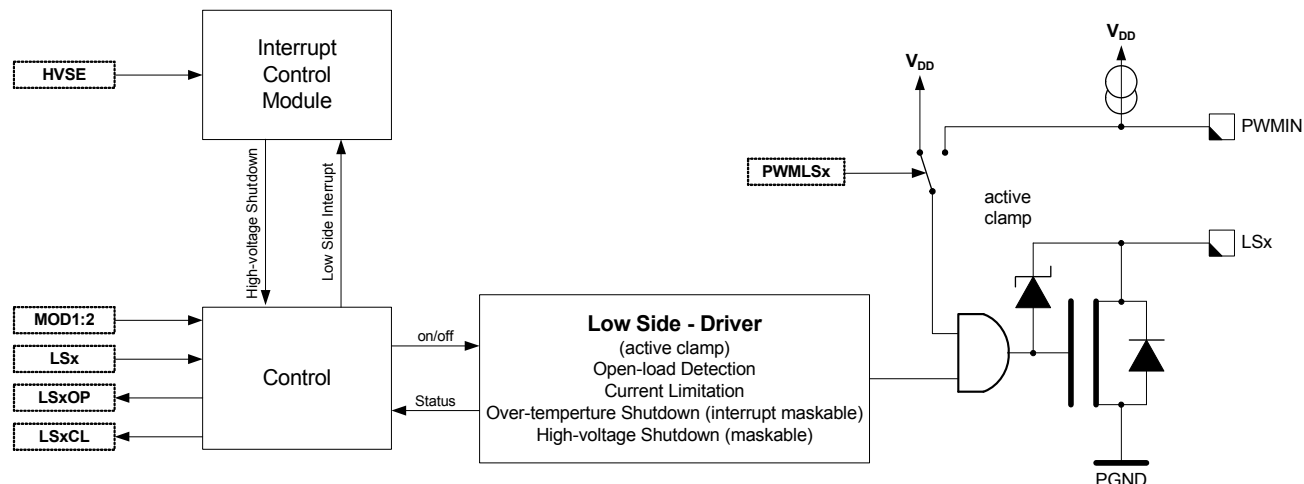 Interrupt
Control
Module
HVSE
High-voltage Shutdown
Low Side Interrupt
MOD1:2
LSx
LSxOP
LSxCL
Control
on/off
Status
Low Side - Driver
(active clamp)
Open-load Detection
Current Limitation
Over-temperture Shutdown (interrupt maskable)
High-voltage Shutdown (maskable)
VDD
VDD
PWMIN
PWMLSx
active
clamp
LSx
PGND